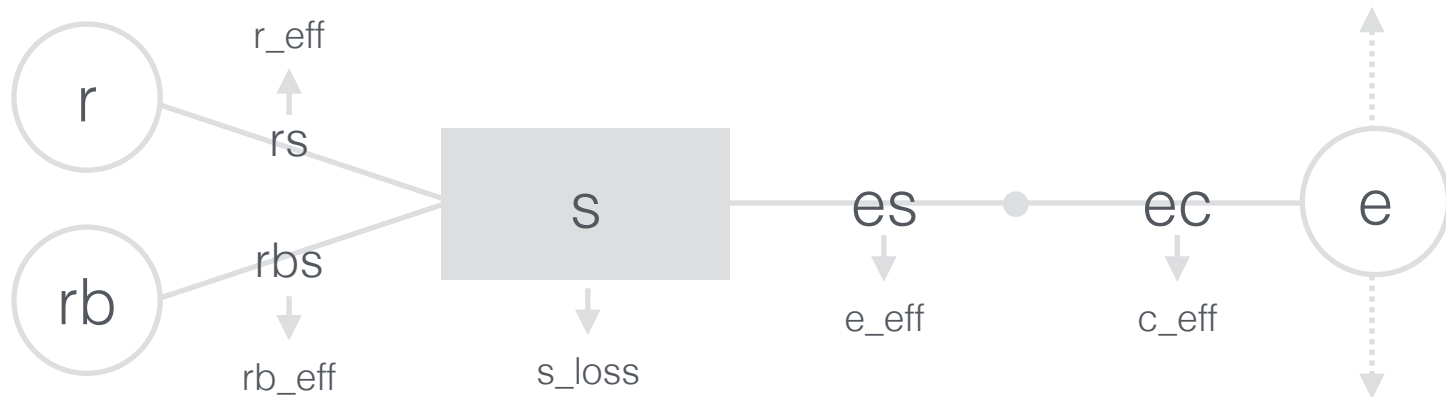 r_eff
r
rs
s
es
ec
e
rbs
rb
e_eff
c_eff
rb_eff
s_loss